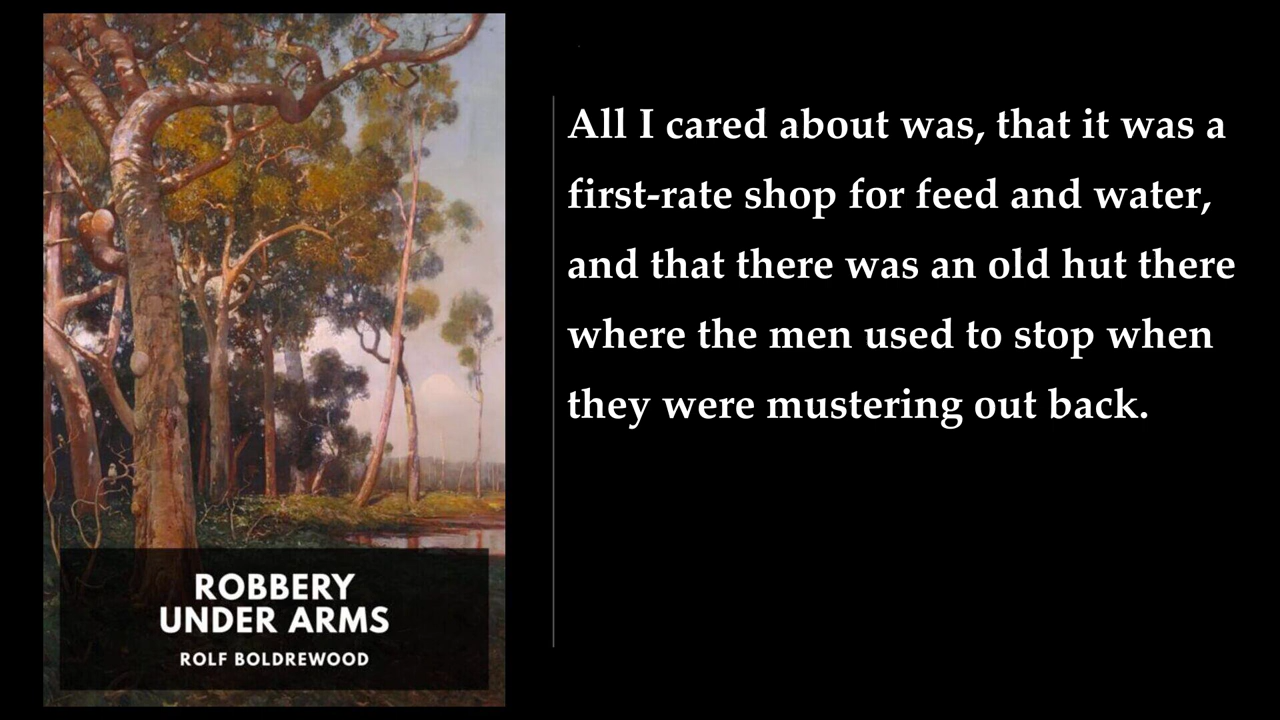 ROBBERY
UNDER ARMS
ROLF BOLDREWOOD
All I cared about was, that it was a
first-rate shop for feed and water,
and that there was an old hut there
where the men used to stop when
they were mustering out back.